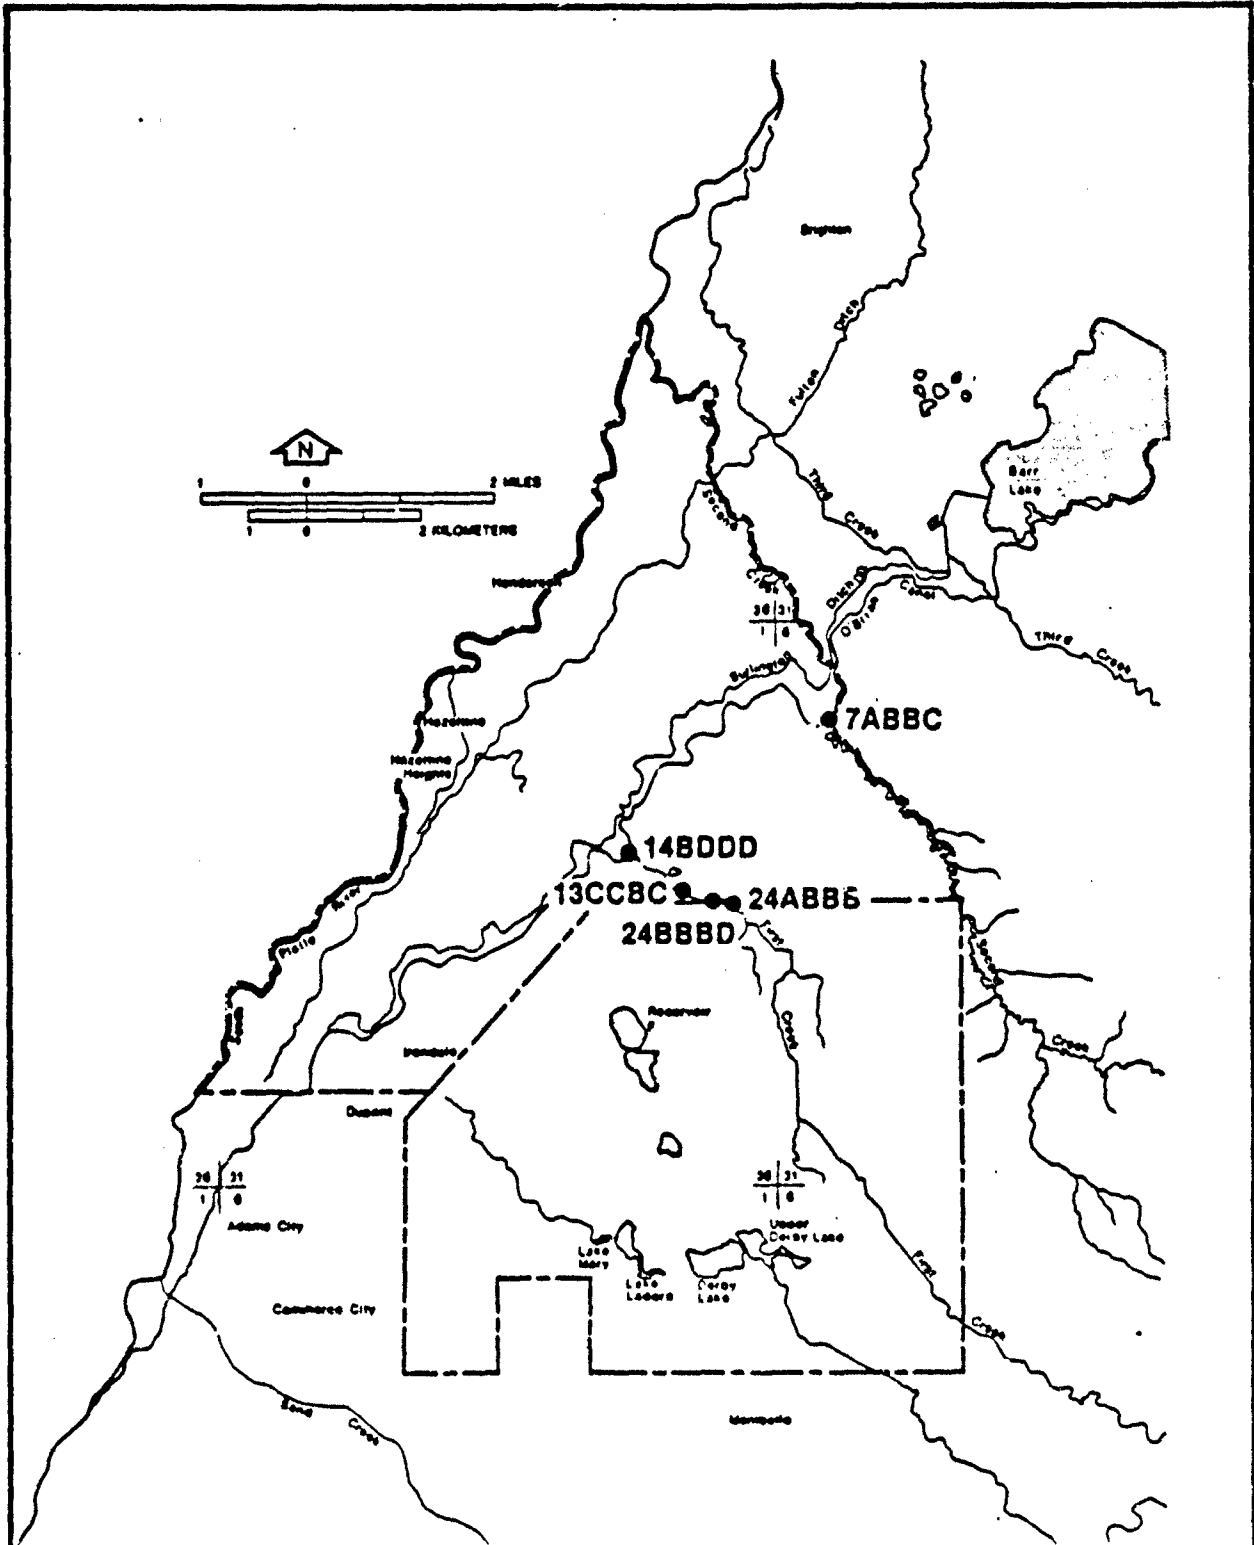 Brighton
Fulton Ditch
N
1 0 2 MILES
1 0 2 KILOMETERS
Barr
Lake
Third Creek
Second Creek
Henderson
Ditch
O'Brian Canal
36 31
1 6
Third Creek
Burlington
7ABBC
Hazeltine
Hazeltine
Heights
14BDDD
13CCBC
24BBBD
First
South Platte River
Second
Reservoir
Creek
Creek
Irondale
Dupont
36 31
1 6
36 31
1 6
Adams City
Upper
Derby Lake
Lake
Mary
Lake
Ladora
Derby
Lake
First
Creek
Commerce City
Sand Creek
Montbello